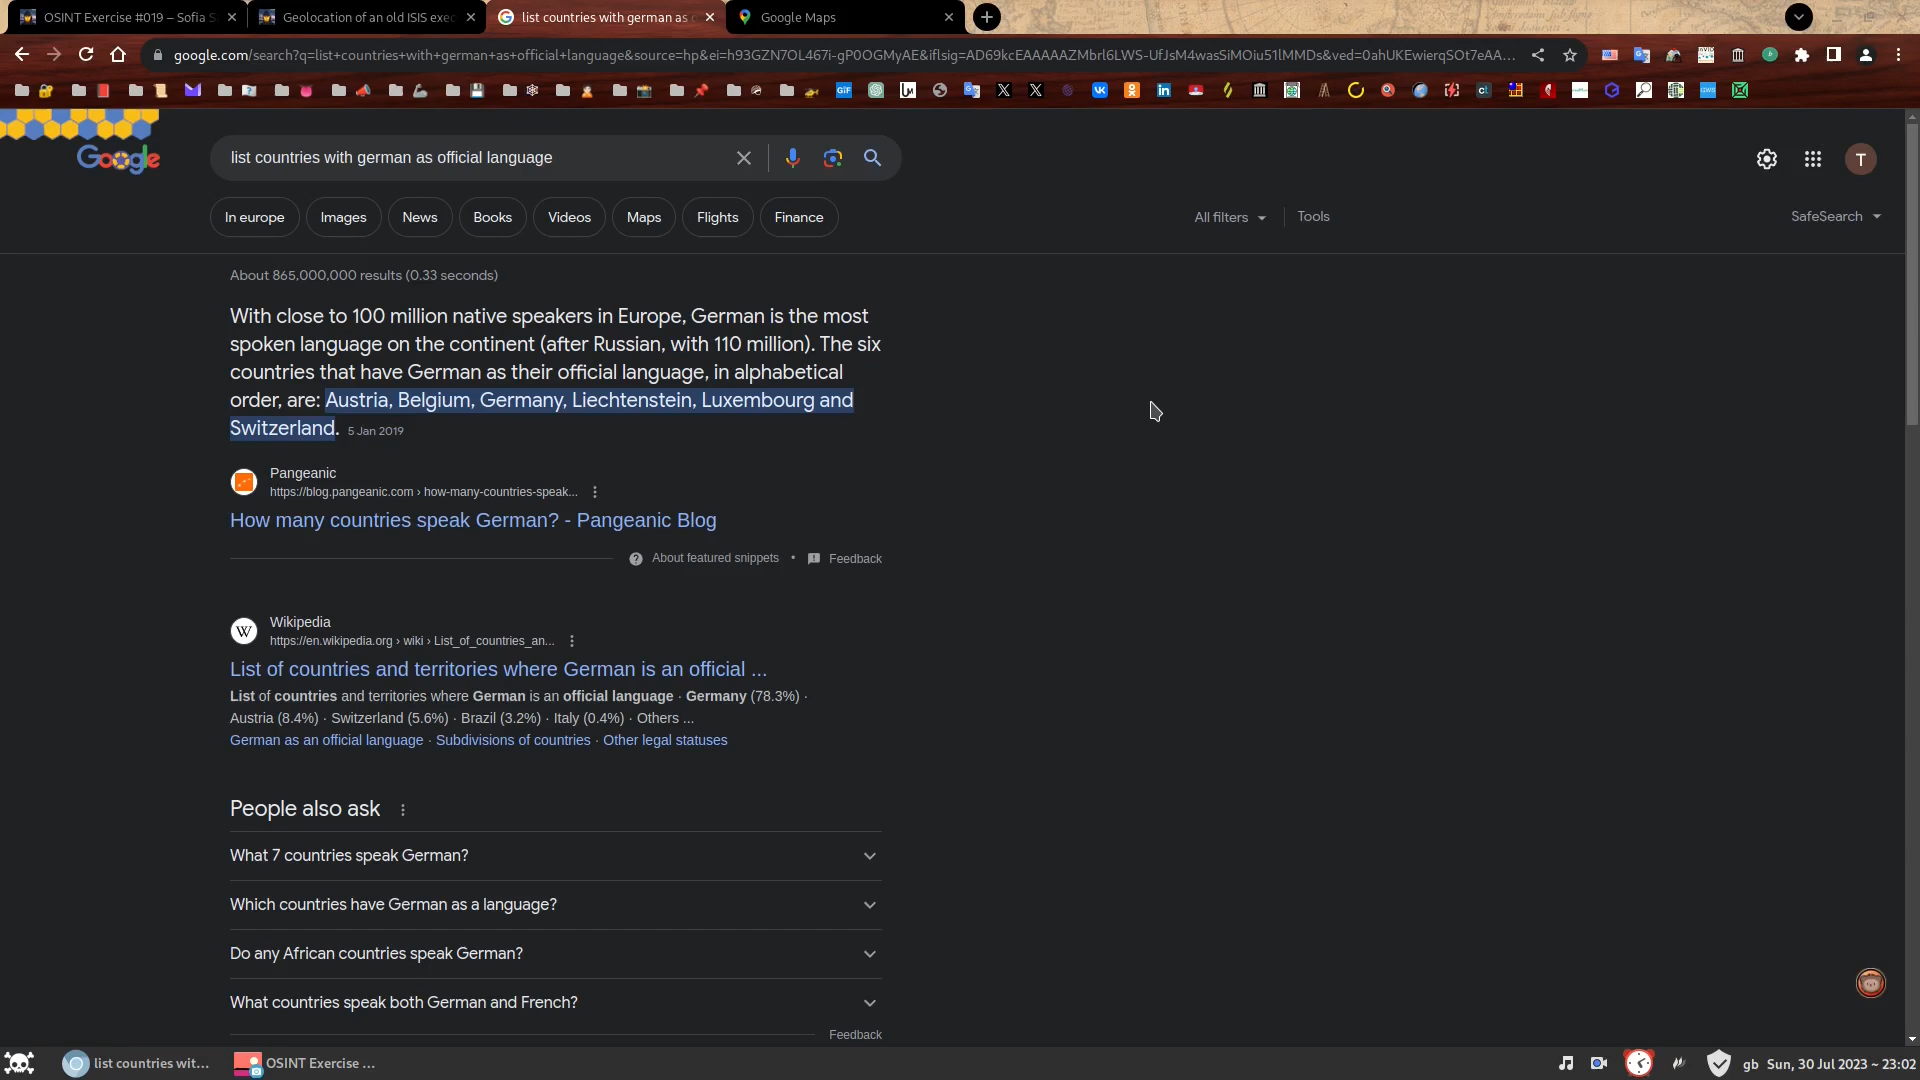 OSINT Exercise #019 – Sofia S
Geolocation of an old ISIS exec
list countries with german as o
Google Maps
google.com/search?q=list+countries+with+german+as+official+language&source=hp&ei=h93GZN7OL467i-gP0OGMyAE&iflsig=AD69kcEAAAAAZMbrl6LWS-UfJsM4wasSiMOiu51lMMDs&ved=0ahUKEwierqSOt7eAA...
Google
list countries with german as official language
T
In europe
Images
News
Books
Videos
Maps
Flights
Finance
All filters
Tools
SafeSearch
About 865,000,000 results (0.33 seconds)
With close to 100 million native speakers in Europe, German is the most
spoken language on the continent (after Russian, with 110 million). The six
countries that have German as their official language, in alphabetical
order, are: Austria, Belgium, Germany, Liechtenstein, Luxembourg and
Switzerland. 5 Jan 2019
Pangeanic
https://blog.pangeanic.com › how-many-countries-speak...
How many countries speak German? - Pangeanic Blog
About featured snippets • Feedback
Wikipedia
https://en.wikipedia.org › wiki › List_of_countries_an...
List of countries and territories where German is an official ...
List of countries and territories where German is an official language · Germany (78.3%) ·
Austria (8.4%) · Switzerland (5.6%) · Brazil (3.2%) · Italy (0.4%) · Others ...
German as an official language · Subdivisions of countries · Other legal statuses
People also ask
What 7 countries speak German?
Which countries have German as a language?
Do any African countries speak German?
What countries speak both German and French?
Feedback
list countries wit...
OSINT Exercise ...
gb Sun, 30 Jul 2023 ~ 23:02